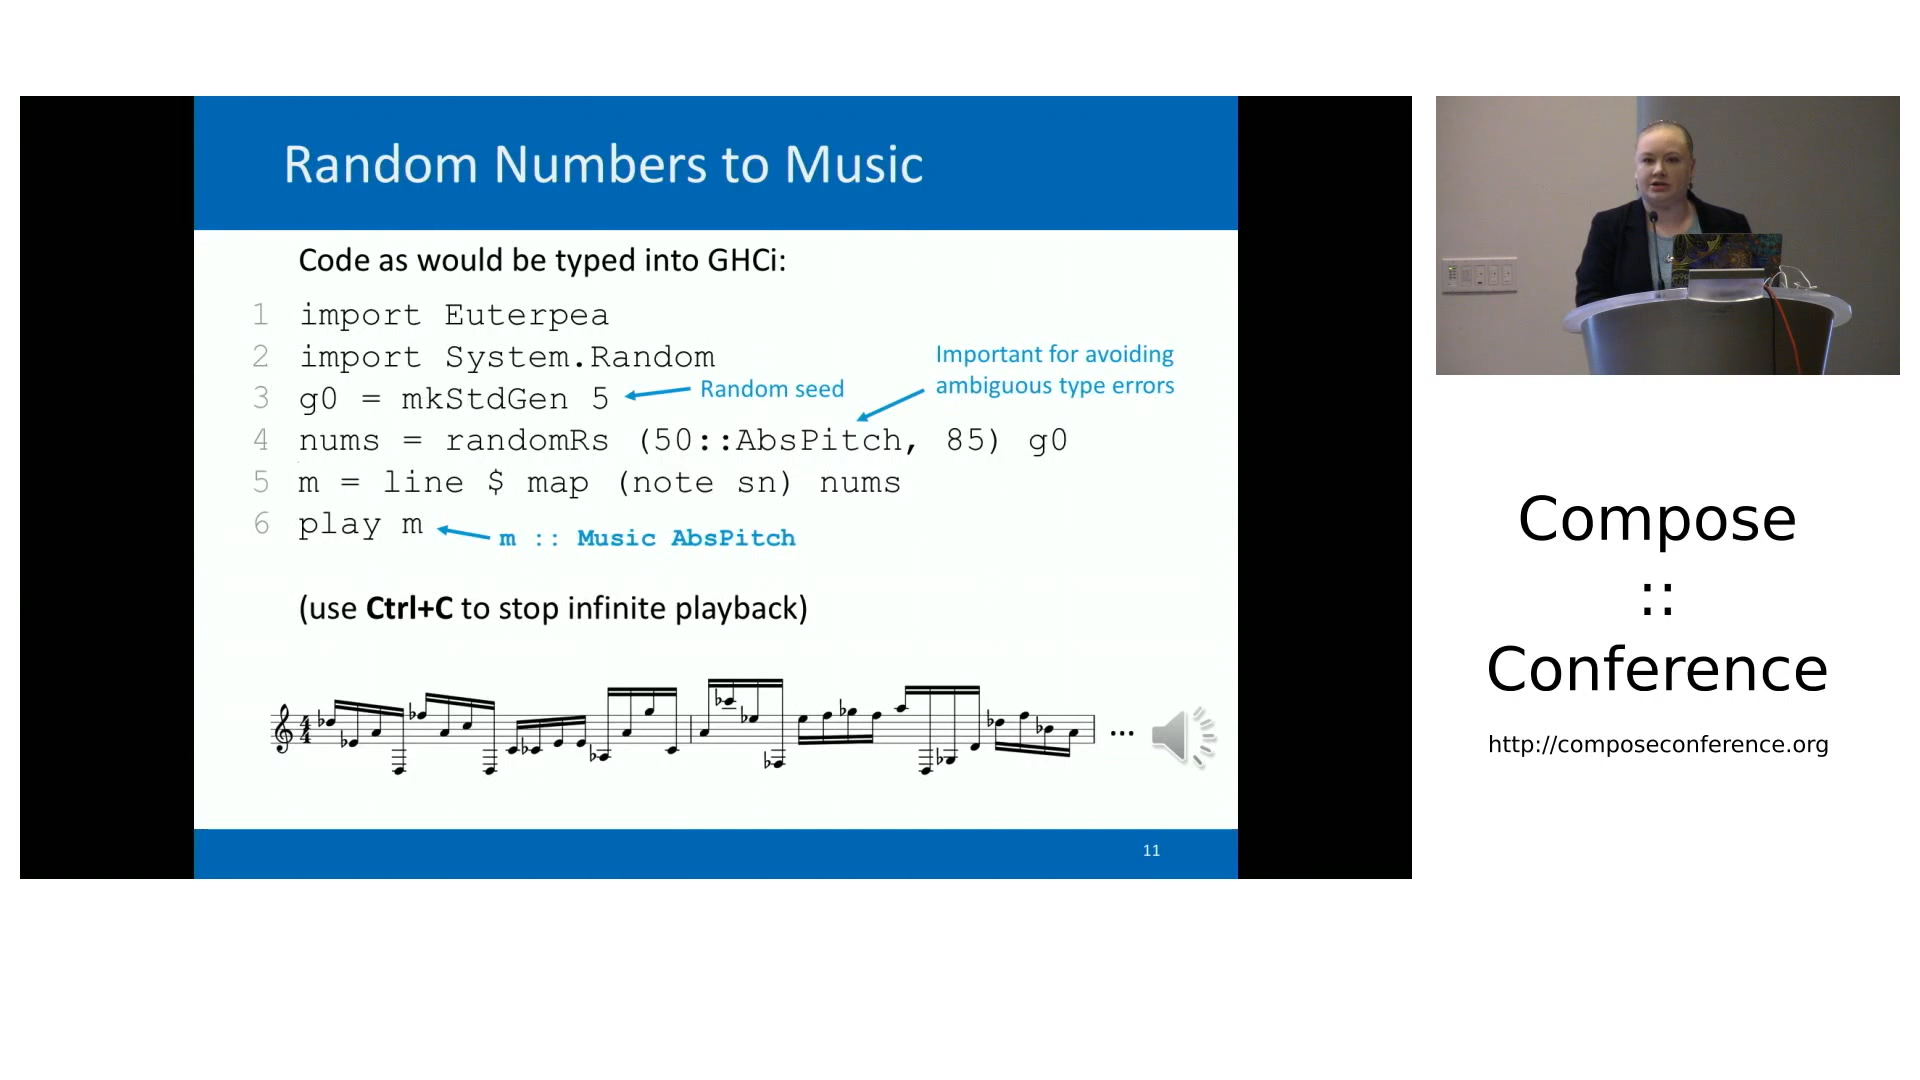 Random Numbers to Music
Code as would be typed into GHCi:
1 import Euterpea
2 import System.Random
Important for avoiding
ambiguous type errors
3 g0 = mkStdGen 5
Random seed
4 nums = randomRs (50::AbsPitch, 85) g0
5 m = line $ map (note sn) nums
6 play m
m :: Music AbsPitch
(use Ctrl+C to stop infinite playback)
4
4
...
11
Compose
::
Conference
http://composeconference.org